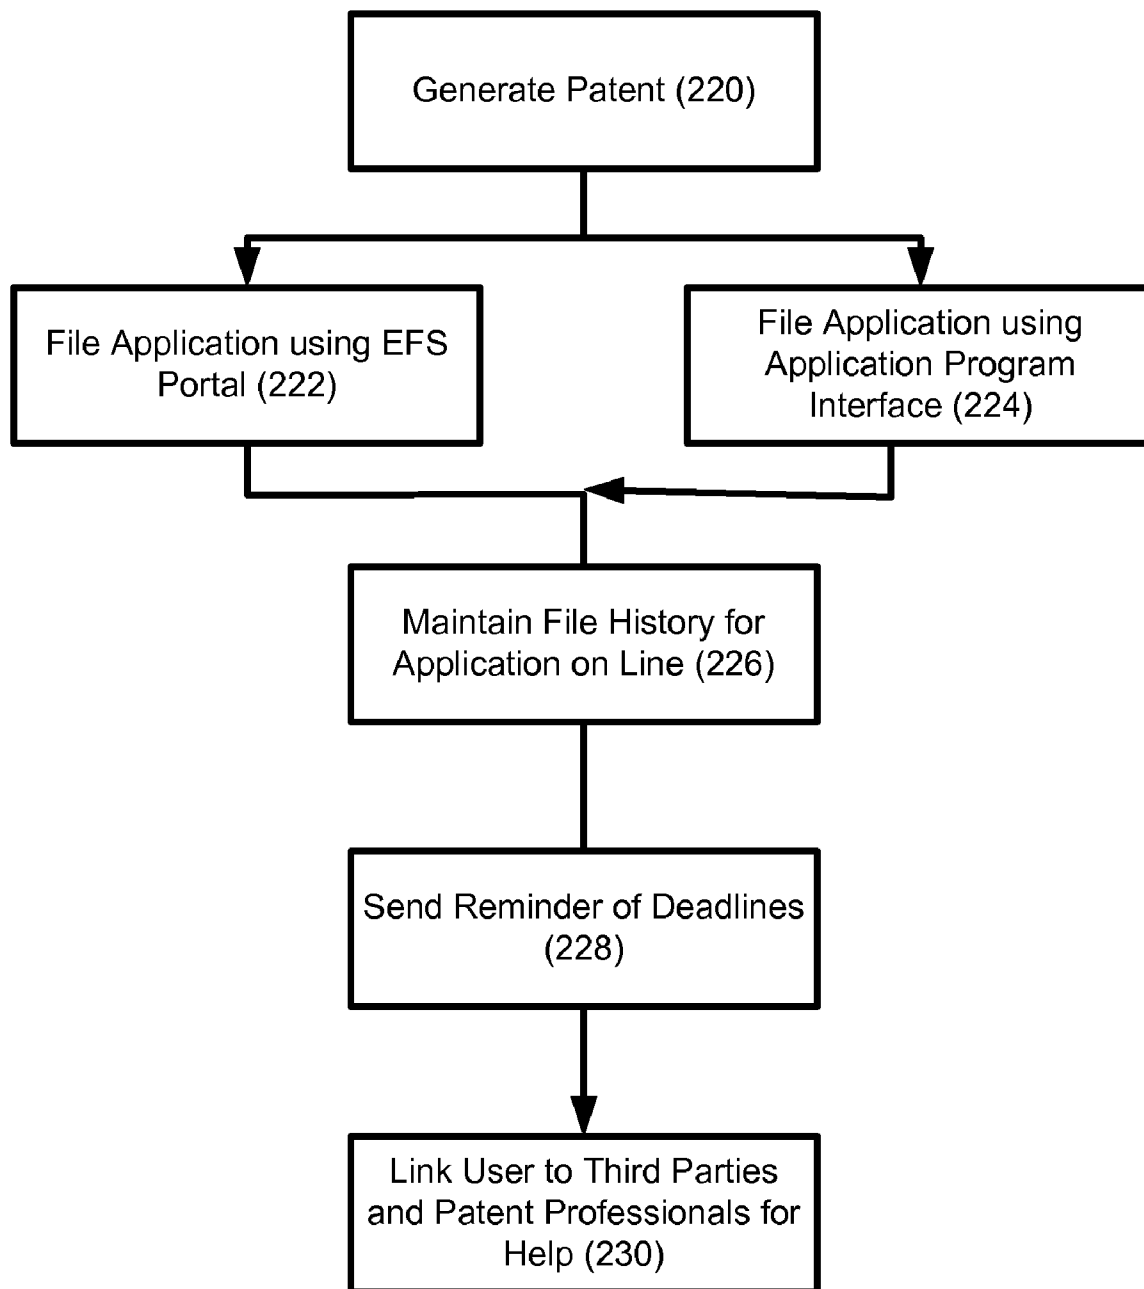 Generate Patent (220)
File Application using EFS
Portal (222)
File Application using
Application Program
Interface (224)
Maintain File History for
Application on Line (226)
Send Reminder of Deadlines
(228)
Link User to Third Parties
and Patent Professionals for
Help (230)